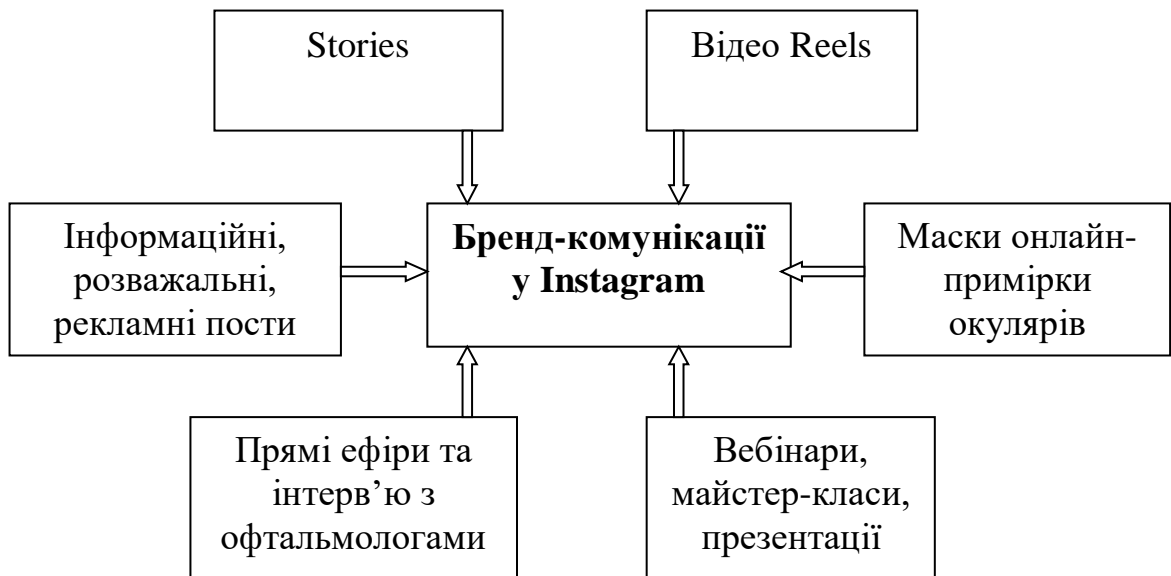 Stories
Відео Reels
Інформаційні,
розважальні,
рекламні пости
Бренд-комунікації
у Instagram
Маски онлайн-
примірки
окулярів
Прямі ефіри та
інтерв’ю з
офтальмологами
Вебінари,
майстер-класи,
презентації